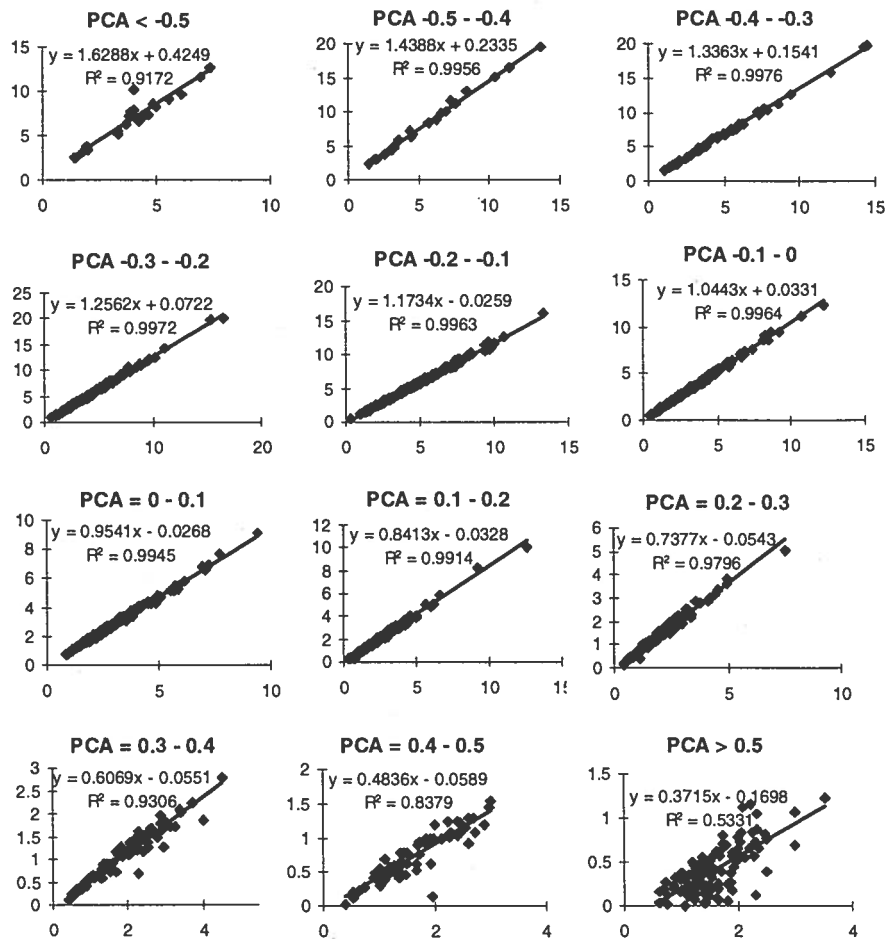 PCA < -0.5
y = 1.6288x + 0.4249
R² = 0.9172
15
10
5
0
0 5 10
PCA -0.5 - -0.4
y = 1.4388x + 0.2335
R² = 0.9956
20
15
10
5
0
0 5 10 15
PCA -0.4 - -0.3
y = 1.3363x + 0.1541
R² = 0.9976
20
15
10
5
0
0 5 10 15
PCA -0.3 - -0.2
y = 1.2562x + 0.0722
R² = 0.9972
25
20
15
10
5
0
0 10 20
PCA -0.2 - -0.1
y = 1.1734x - 0.0259
R² = 0.9963
20
15
10
5
0
0 5 10 15
PCA -0.1 - 0
y = 1.0443x + 0.0331
R² = 0.9964
15
10
5
0
0 5 10 15
PCA = 0 - 0.1
y = 0.9541x - 0.0268
R² = 0.9945
10
8
6
4
2
0
0 5 10
PCA = 0.1 - 0.2
y = 0.8413x - 0.0328
R² = 0.9914
12
10
8
6
4
2
0
0 5 10
PCA = 0.2 - 0.3
y = 0.7377x - 0.0543
R² = 0.9796
6
5
4
3
2
1
0
0 5 10
PCA = 0.3 - 0.4
y = 0.6069x - 0.0551
R² = 0.9306
3
2.5
2
1.5
1
0.5
0
0 2 4
PCA = 0.4 - 0.5
y = 0.4836x - 0.0589
R² = 0.8379
2
1.5
1
0.5
0
0 2 4
PCA > 0.5
y = 0.3715x - 0.1698
R² = 0.5331
1.5
1
0.5
0
0 2 4